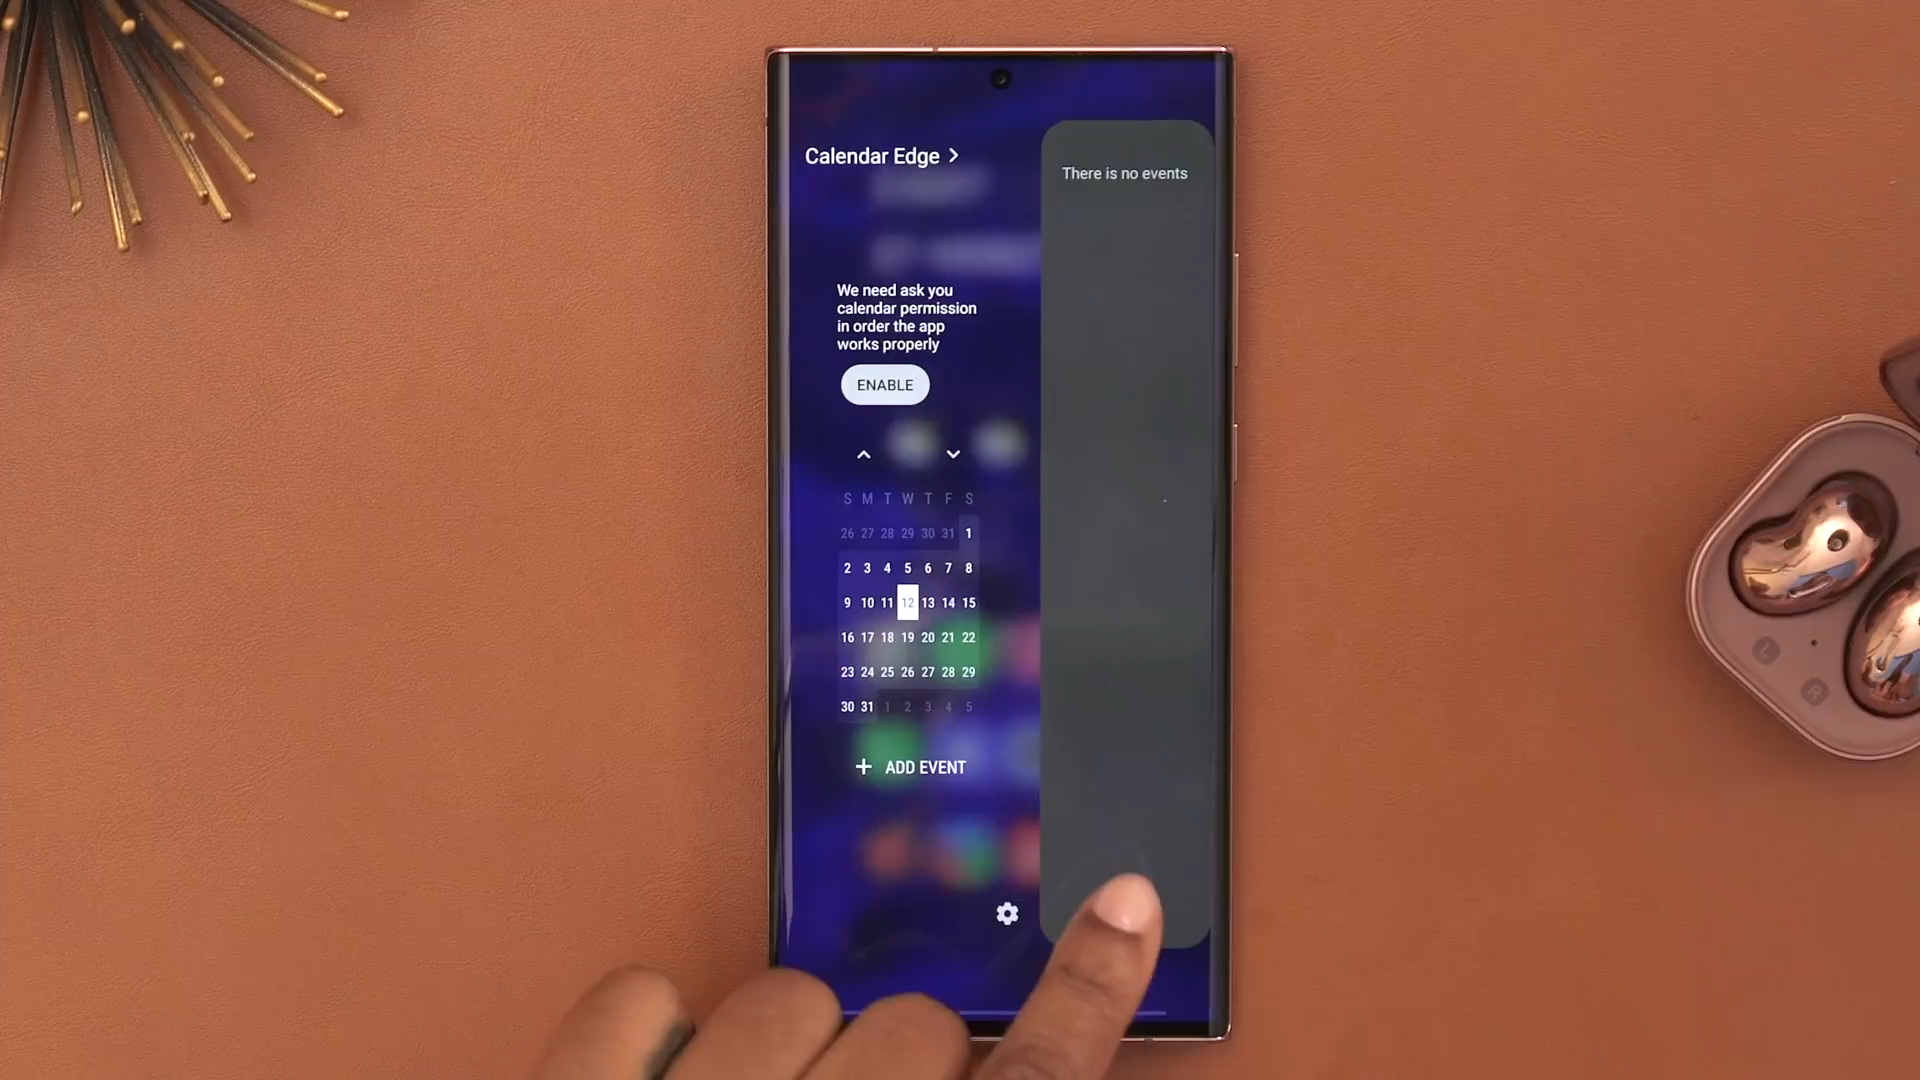 Calendar Edge
There is no events
We need ask you
calendar permission
in order the app
works properly
ENABLE
S M T W T F S
26 27 28 29 30 31 1
2 3 4 5 6 7 8
9 10 11 12 13 14 15
16 17 18 19 20 21 22
23 24 25 26 27 28 29
30 31 1 2 3 4 5
+ ADD EVENT
L
R